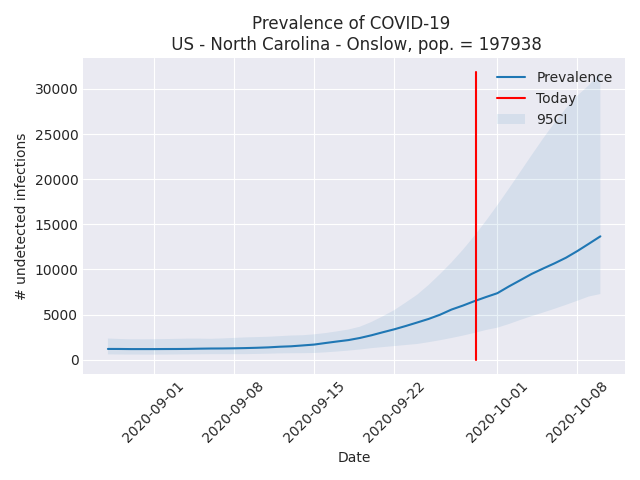 Prevalence of COVID-19
US - North Carolina - Onslow, pop. = 197938
Prevalence
Today
95CI
# undetected infections
30000
25000
20000
15000
10000
5000
0
2020-09-01
2020-09-08
2020-09-15
2020-09-22
2020-10-01
2020-10-08
Date